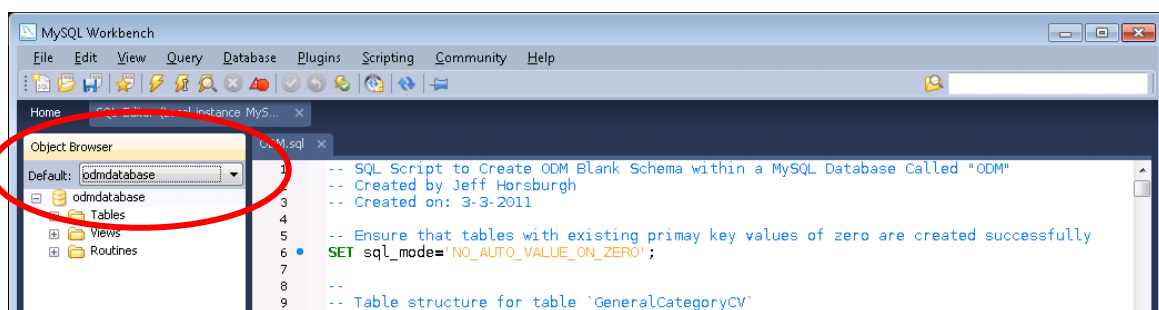 MySQL Workbench
File Edit View Query Database Plugins Scripting Community Help
Home SQL Editor (Local instance MyS... ×
Object Browser
Default: odmdatabase
odmdatabase
Tables
Views
Routines
ODM.sql ×
1 -- SQL Script to Create ODM Blank Schema within a MySQL Database Called "ODM"
2 -- Created by Jeff Horsburgh
3 -- Created on: 3-3-2011
4
5 -- Ensure that tables with existing primay key values of zero are created successfully
6 SET sql_mode='NO_AUTO_VALUE_ON_ZERO';
7
8 --
9 -- Table structure for table `GeneralCategoryCV`